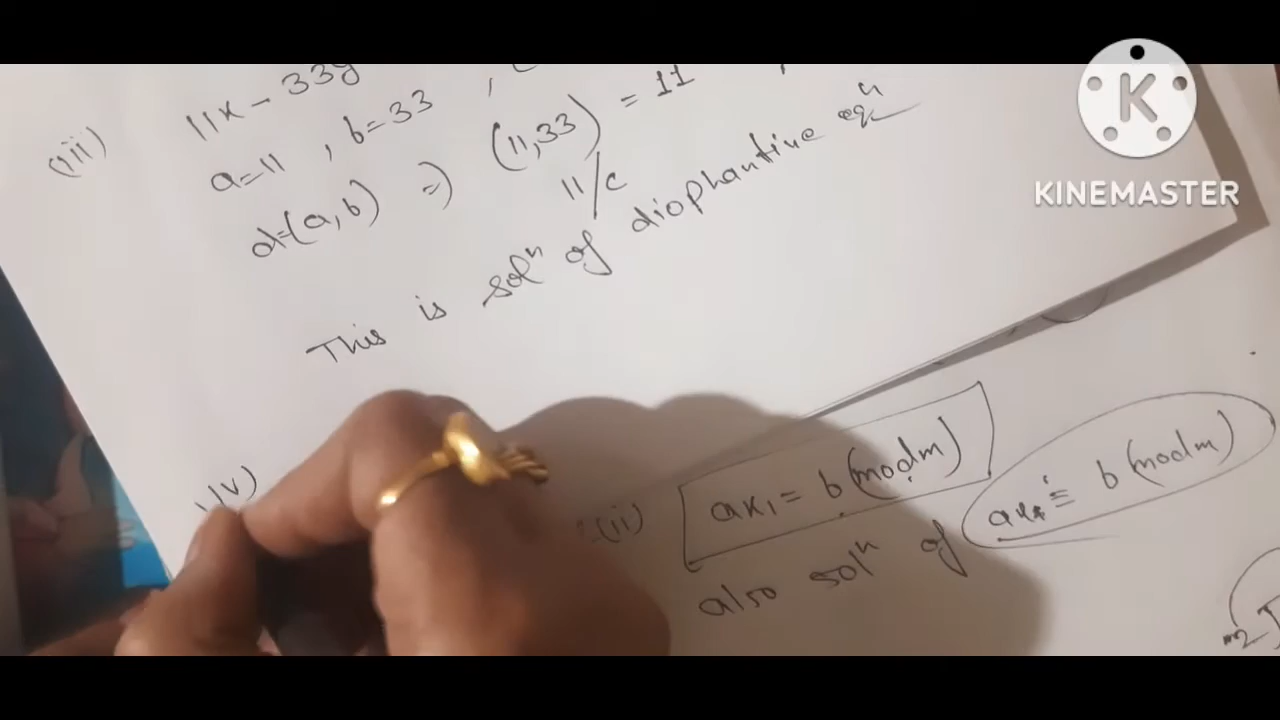 (iii) 11x - 33y
a=11 , b=33 ,
d=(a,b) => (11,33) = 11
11/c
This is solⁿ of diophantine eqⁿ
(iv)
(ii) ax₁ = b(mod m)
also solⁿ of ≡ b(mod m)
KINEMASTER